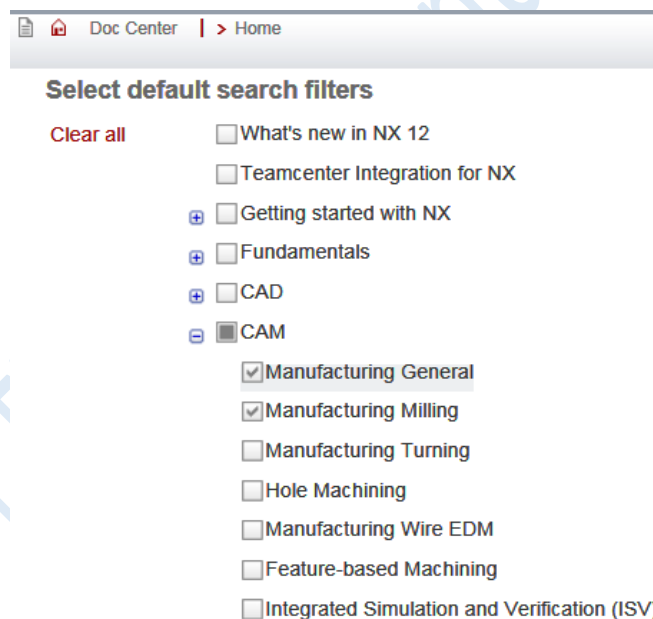 Doc Center > Home
Select default search filters
Clear all
What's new in NX 12
Teamcenter Integration for NX
Getting started with NX
Fundamentals
CAD
CAM
Manufacturing General
Manufacturing Milling
Manufacturing Turning
Hole Machining
Manufacturing Wire EDM
Feature-based Machining
Integrated Simulation and Verification (ISV)